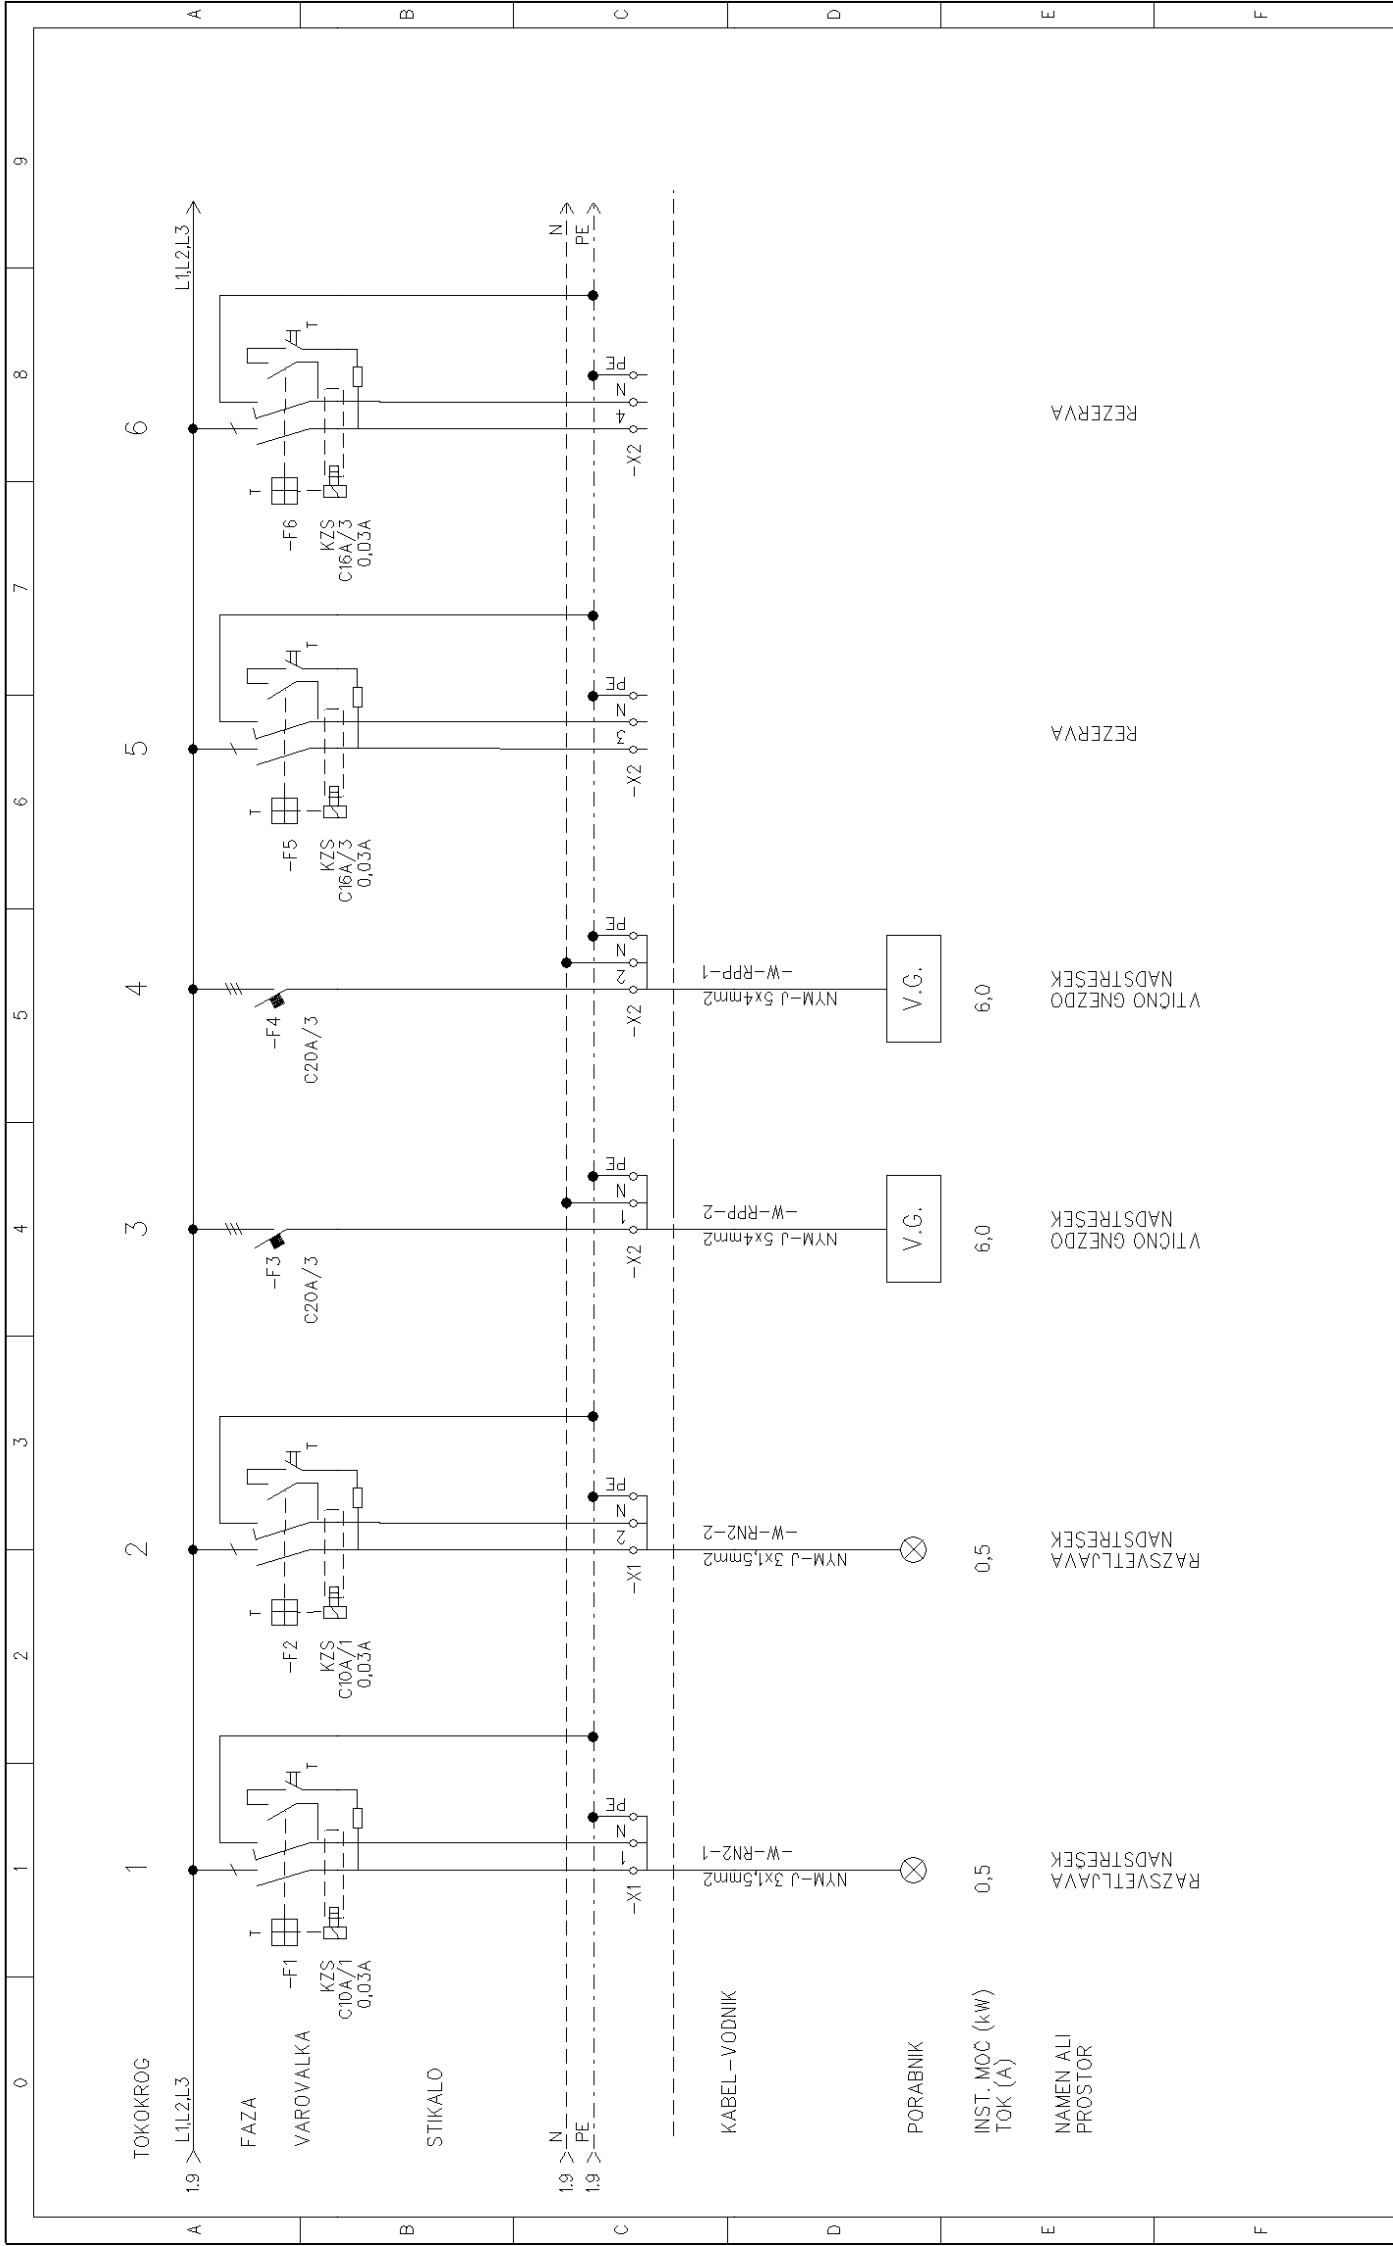 0 1 2 3 4 5 6 7 8 9
A
B
C
D
E
F
TOKOKROG 1 2 3 4 5 6
1.9 L1,L2,L3 L1,L2,L3
FAZA
VAROVALKA
STIKALO
-F1
KZS
C10A/1
0,03A
T T
-F2
KZS
C10A/1
0,03A
T T
-F3
C20A/3
-F4
C20A/3
-F5
KZS
C16A/3
0,03A
T T
-F6
KZS
C16A/3
0,03A
T T
1.9 N N
1.9 PE PE
-X1 1 N PE
-X1 2 N PE
-X2 1 N PE
-X2 2 N PE
-X2 3 N PE
-X2 4 N PE
KABEL-VODNIK
-W-RN2-1
NYM-J 3x1,5mm2
-W-RN2-2
NYM-J 3x1,5mm2
-W-RPP-2
NYM-J 5x4mm2
-W-RPP-1
NYM-J 5x4mm2
PORABNIK
V.G.
V.G.
INST. MOC (kW)
TOK (A)
0,5
0,5
6,0
6,0
NAMEN ALI
PROSTOR
RAZSVETLJAVA
NADSTREŠEK
RAZSVETLJAVA
NADSTREŠEK
VTIČNO GNEZDO
NADSTREŠEK
VTIČNO GNEZDO
NADSTREŠEK
REZERVA
REZERVA
A
B
C
D
E
F